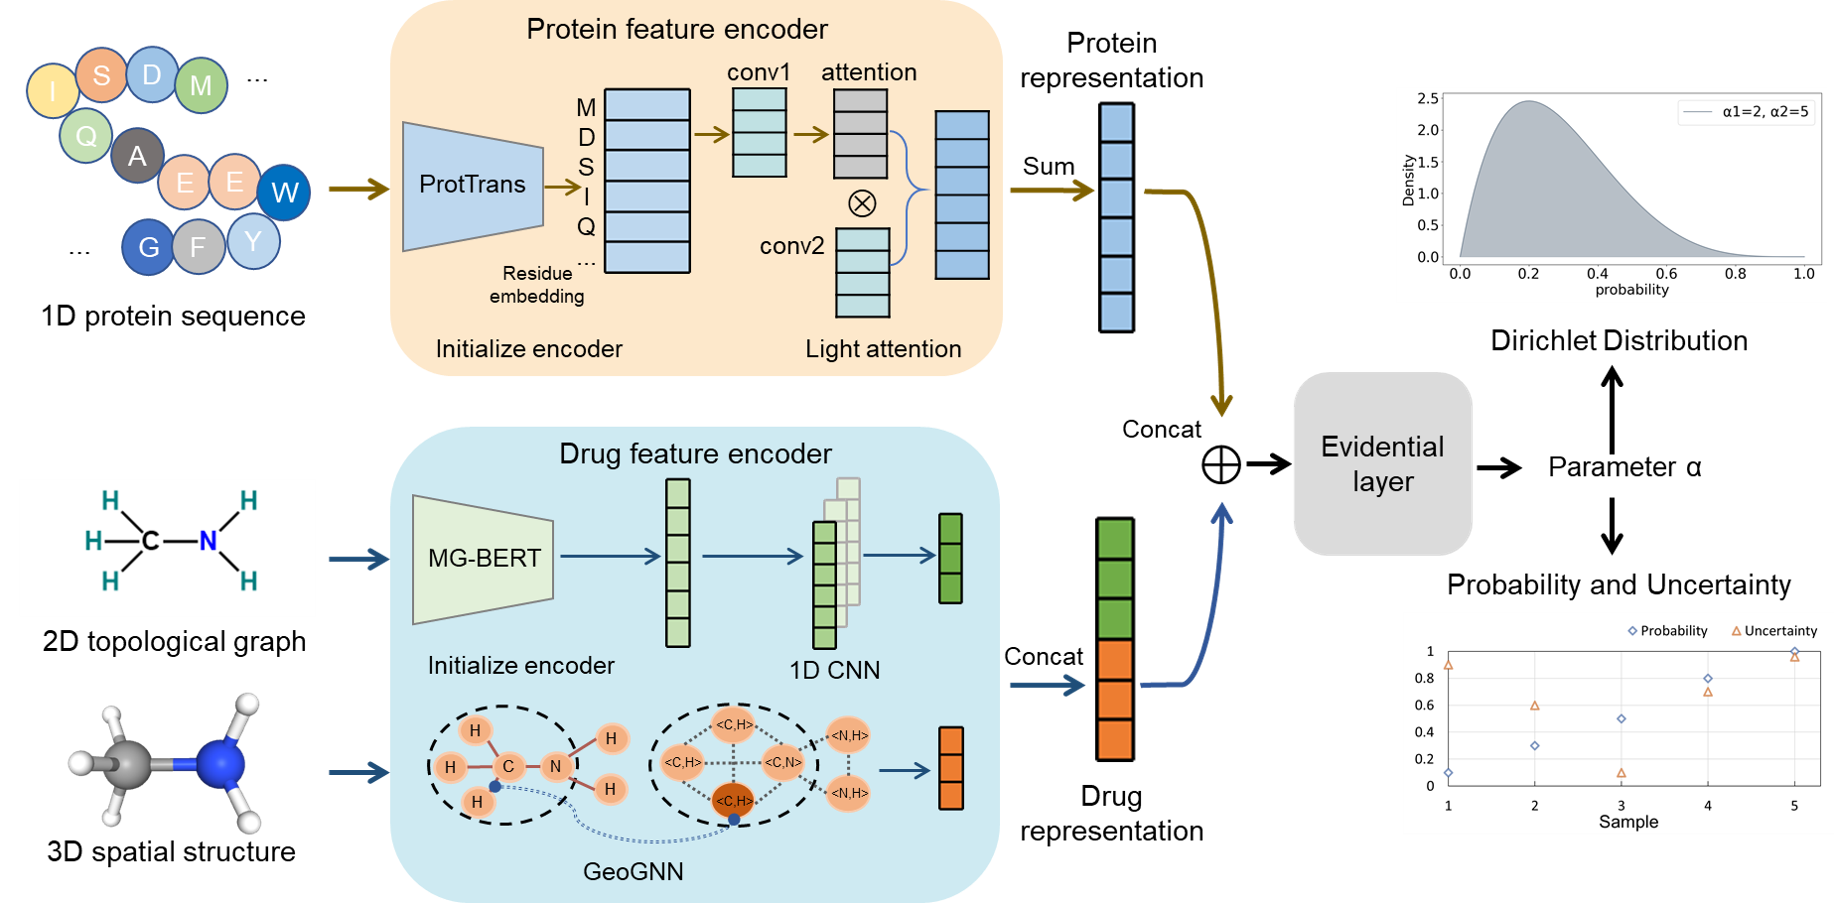 I S D M ...
Q A E E W
... G F Y
1D protein sequence
Protein feature encoder
ProtTrans
M
D
S
I
Q
...
Residue
embedding
conv1
attention
conv2
Initialize encoder
Light attention
Sum
Protein
representation
H H
H C N
H H
2D topological graph
3D spatial structure
Drug feature encoder
MG-BERT
Initialize encoder
1D CNN
H H
H C N
H H
<C,H> <N,H>
<C,H> <C,N>
<C,H> <N,H>
GeoGNN
Concat
Drug
representation
Concat
Evidential
layer
Parameter α
2.5
2.0
1.5
1.0
0.5
0.0
Density
α1=2, α2=5
0.0 0.2 0.4 0.6 0.8 1.0
probability
Dirichlet Distribution
Probability and Uncertainty
Probability Uncertainty
1
0.8
0.6
0.4
0.2
0
1 2 3 4 5
Sample